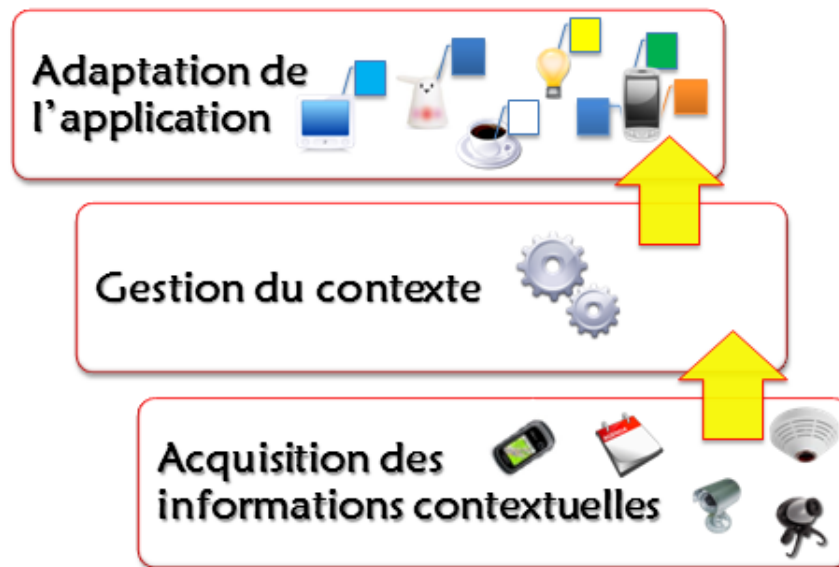 Adaptation de
l'application
Gestion du contexte
Acquisition des
informations contextuelles